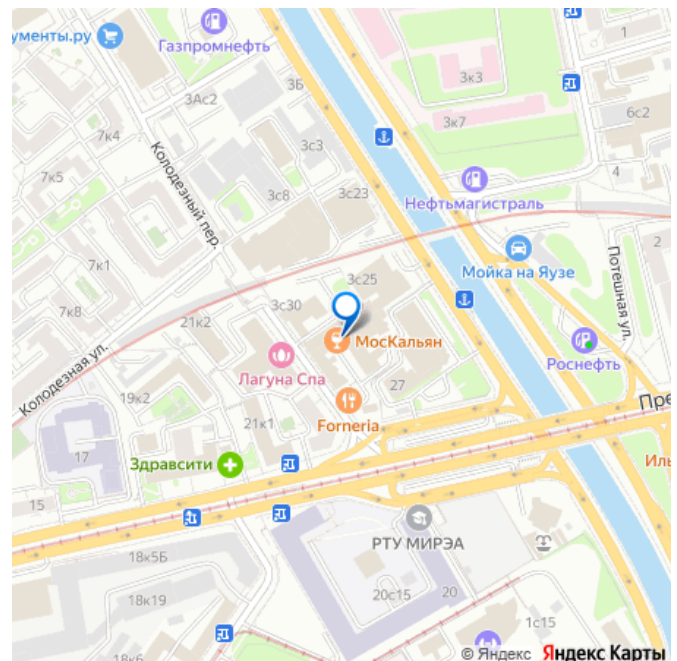 ументы.ру
Газпромнефть
1
3к3
3Ас2
3Б
6с2
7к4
3с3
3к7
4
7к5
Колодезный пер.
3с8
3с23
Нефтьмагистраль
Потешная ул.
2
7к1
Мойка на Яузе
3с25
7к8
21к2
3с30
МосКальян
Колодезная ул.
Лагуна Спа
Роснефть
27
19к2
Forneria
Пре
21к1
17
Здравсити
Иль
15
18к5Б
РТУ МИРЭА
18к19
20с15
20
1с15
18к6
© Яндекс Яндекс Карты